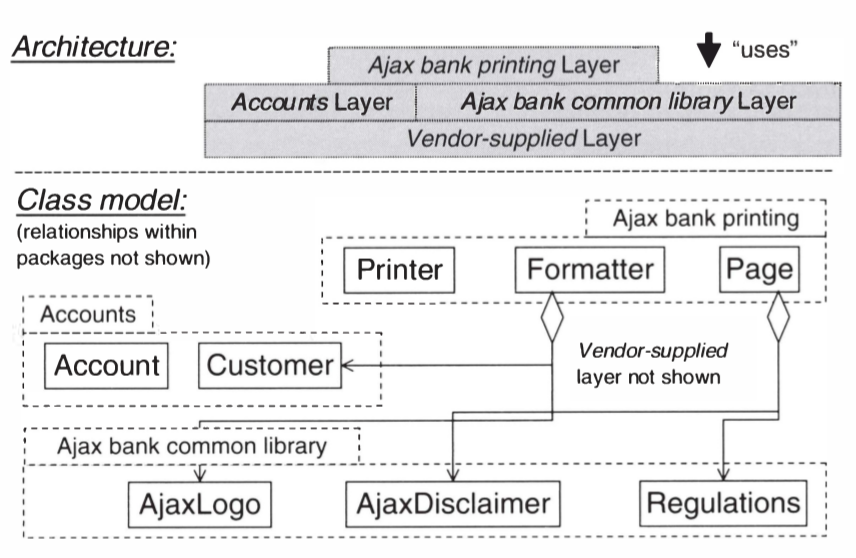 Architecture:
Ajax bank printing Layer
"uses"
Accounts Layer
Ajax bank common library Layer
Vendor-supplied Layer
Class model:
(relationships within
packages not shown)
Ajax bank printing
Printer
Formatter
Page
Accounts
Account
Customer
Vendor-supplied
layer not shown
Ajax bank common library
AjaxLogo
AjaxDisclaimer
Regulations